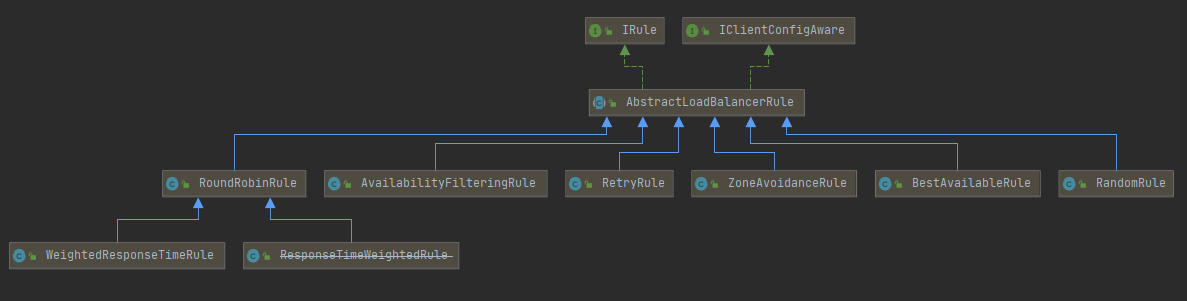 IRule
IClientConfigAware
AbstractLoadBalancerRule
RoundRobinRule
AvailabilityFilteringRule
RetryRule
ZoneAvoidanceRule
BestAvailableRule
RandomRule
WeightedResponseTimeRule
ResponseTimeWeightedRule